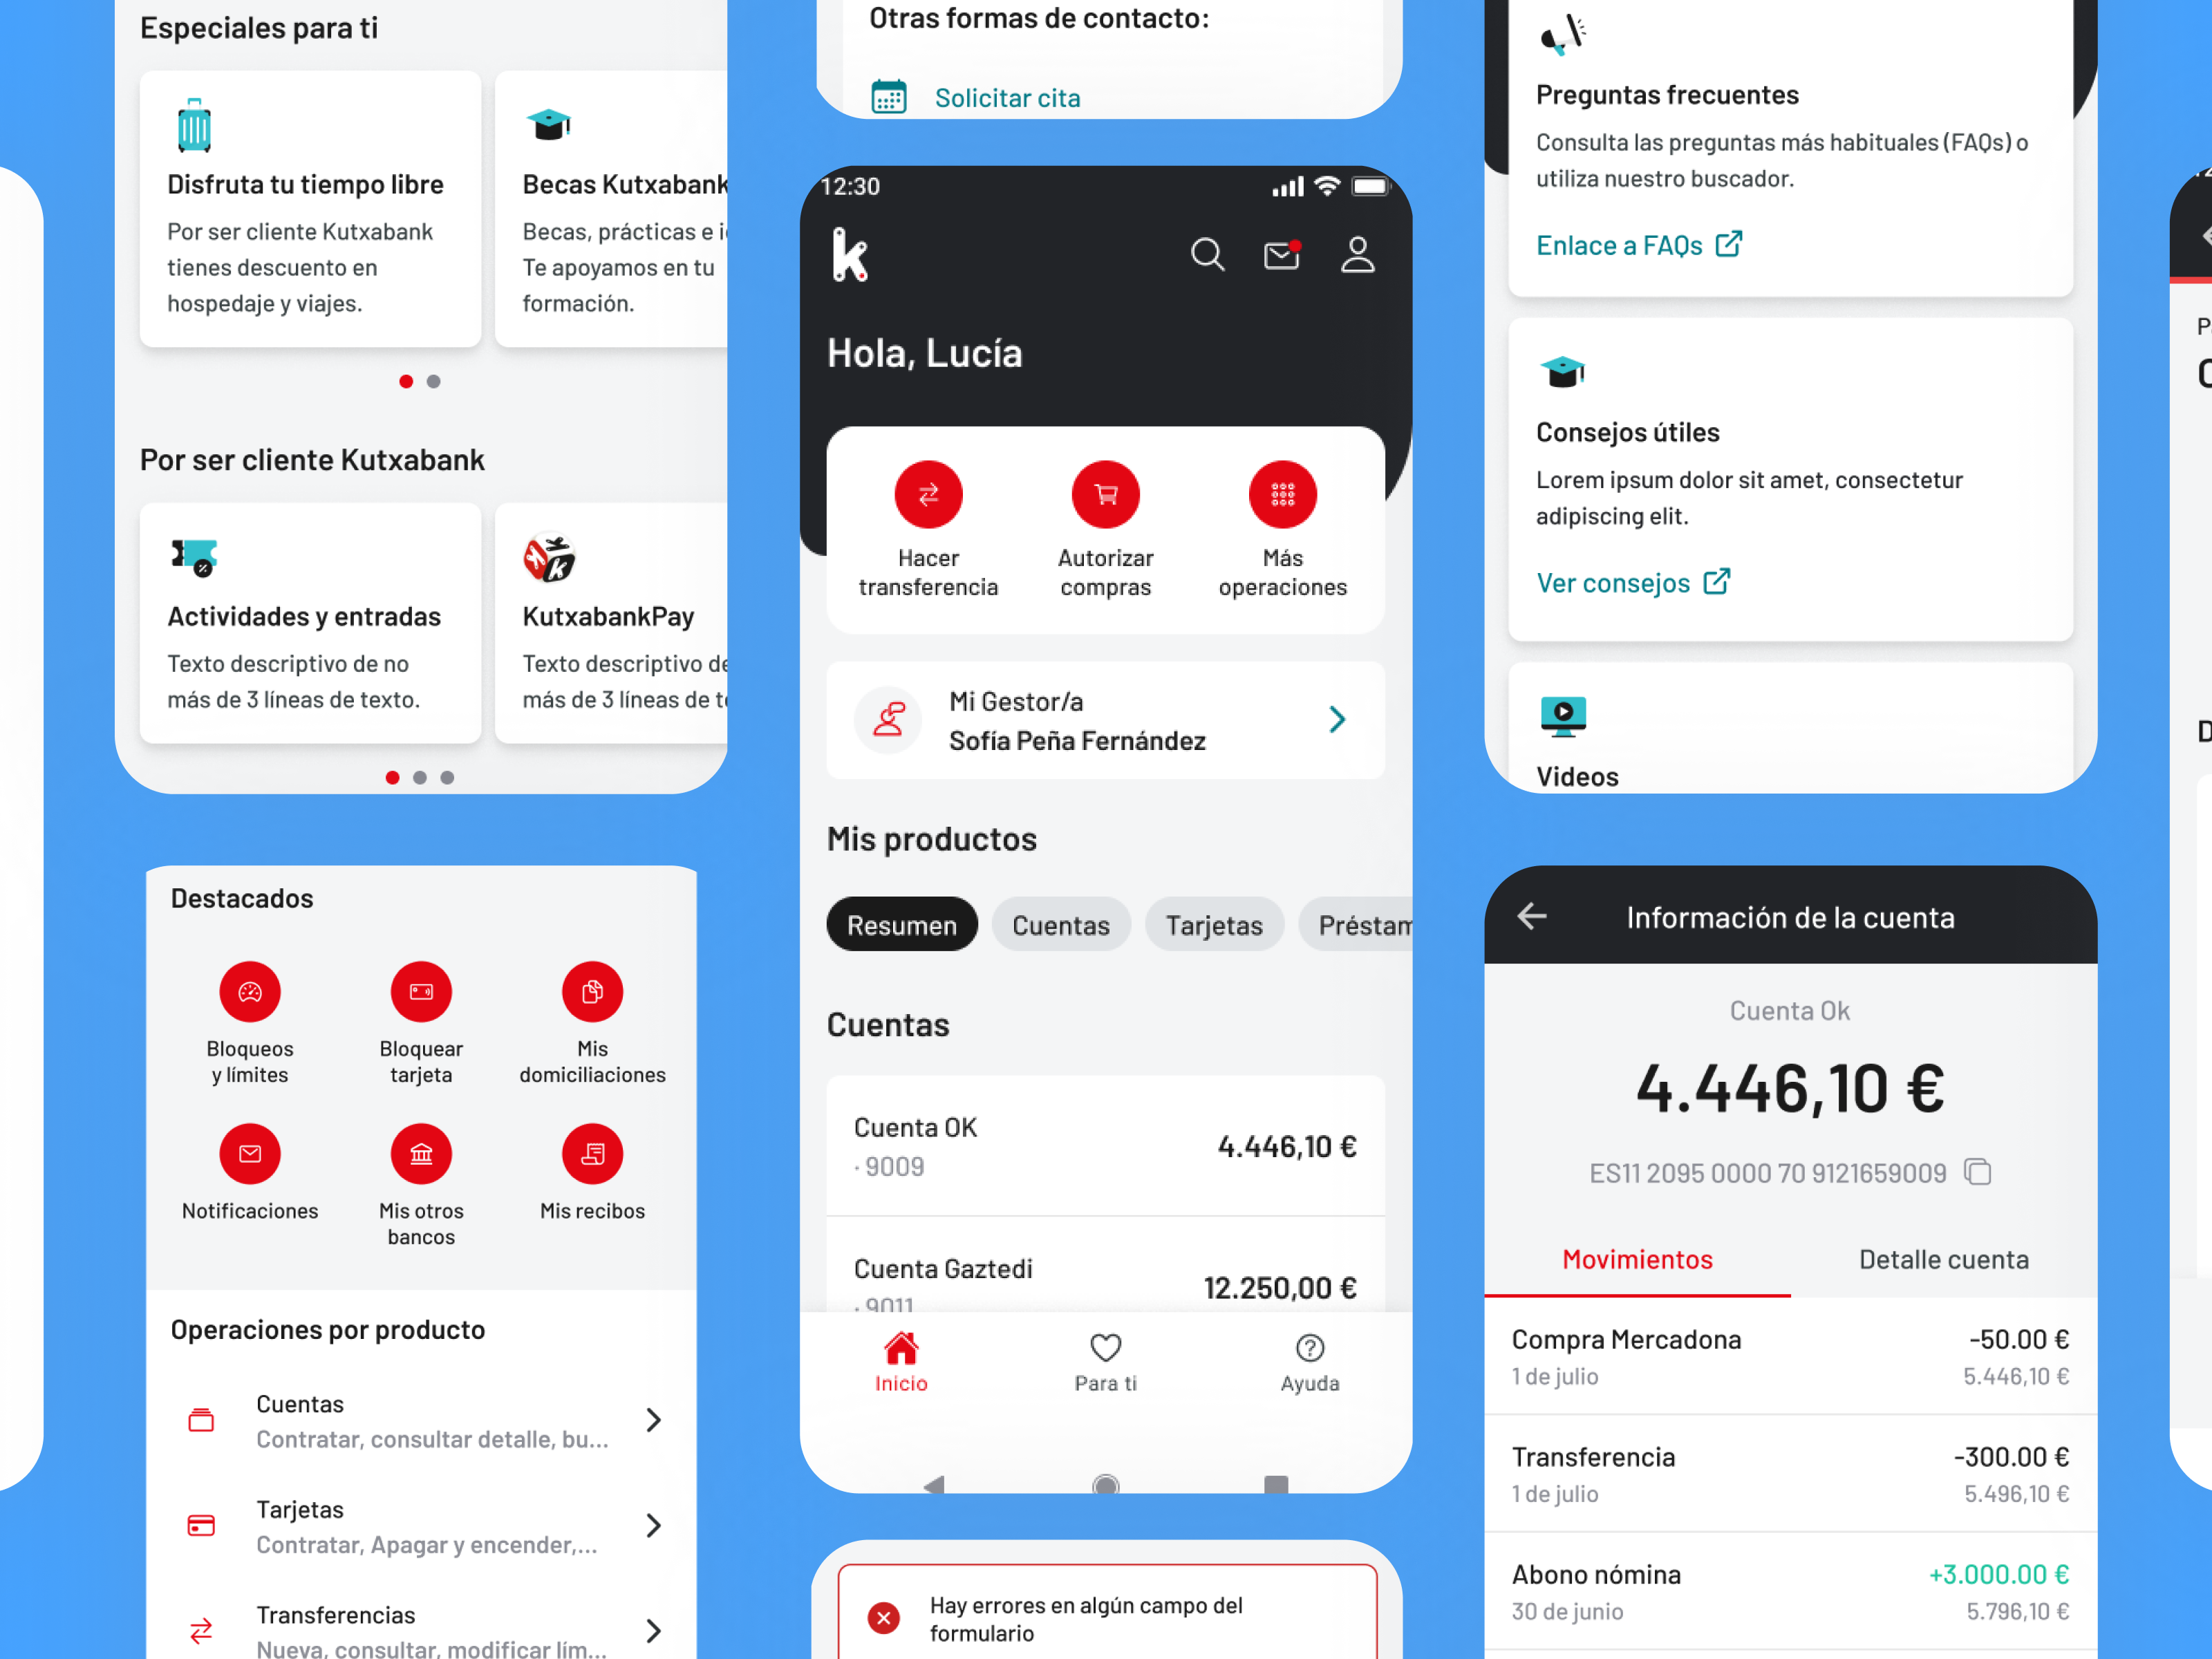 Especiales para ti
Disfruta tu tiempo libre
Por ser cliente Kutxabank
tienes descuento en
hospedaje y viajes.
Becas Kutxabank
Becas, prácticas e i
Te apoyamos en tu
formación.
Por ser cliente Kutxabank
Actividades y entradas
Texto descriptivo de no
más de 3 líneas de texto.
KutxabankPay
Texto descriptivo de
más de 3 líneas de t
Destacados
Bloqueos
y límites
Bloquear
tarjeta
Mis
domiciliaciones
Notificaciones
Mis otros
bancos
Mis recibos
Operaciones por producto
Cuentas
Contratar, consultar detalle, bu...
Tarjetas
Contratar, Apagar y encender,...
Transferencias
Nueva, consultar, modificar lím...
Otras formas de contacto:
Solicitar cita
12:30
k
Hola, Lucía
Hacer
transferencia
Autorizar
compras
Más
operaciones
Mi Gestor/a
Sofía Peña Fernández
Mis productos
Resumen
Cuentas
Tarjetas
Préstam
Cuentas
Cuenta OK
· 9009
4.446,10 €
Cuenta Gaztedi
· 9011
12.250,00 €
Inicio
Para ti
Ayuda
Hay errores en algún campo del
formulario
Preguntas frecuentes
Consulta las preguntas más habituales (FAQs) o
utiliza nuestro buscador.
Enlace a FAQs
Consejos útiles
Lorem ipsum dolor sit amet, consectetur
adipiscing elit.
Ver consejos
Videos
Información de la cuenta
Cuenta Ok
4.446,10 €
ES11 2095 0000 70 9121659009
Movimientos
Detalle cuenta
Compra Mercadona
-50.00 €
1 de julio
5.446,10 €
Transferencia
-300.00 €
1 de julio
5.496,10 €
Abono nómina
+3.000.00 €
30 de junio
5.796,10 €